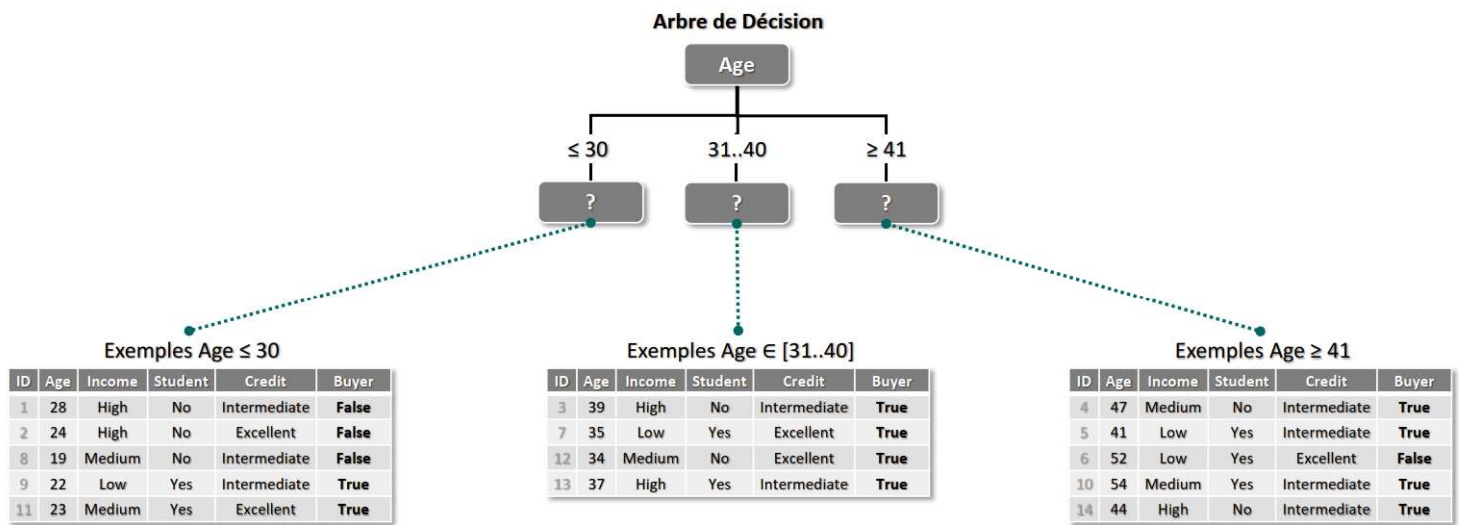 Arbre de Décision
Age
≤ 30 31..40 ≥ 41
? ? ?
Exemples Age ≤ 30
ID Age Income Student Credit Buyer
1 28 High No Intermediate False
2 24 High No Excellent False
8 19 Medium No Intermediate False
9 22 Low Yes Intermediate True
11 23 Medium Yes Excellent True
Exemples Age ∈ [31..40]
ID Age Income Student Credit Buyer
3 39 High No Intermediate True
7 35 Low Yes Excellent True
12 34 Medium No Excellent True
13 37 High Yes Intermediate True
Exemples Age ≥ 41
ID Age Income Student Credit Buyer
4 47 Medium No Intermediate True
5 41 Low Yes Intermediate True
6 52 Low Yes Excellent False
10 54 Medium Yes Intermediate True
14 44 High No Intermediate True